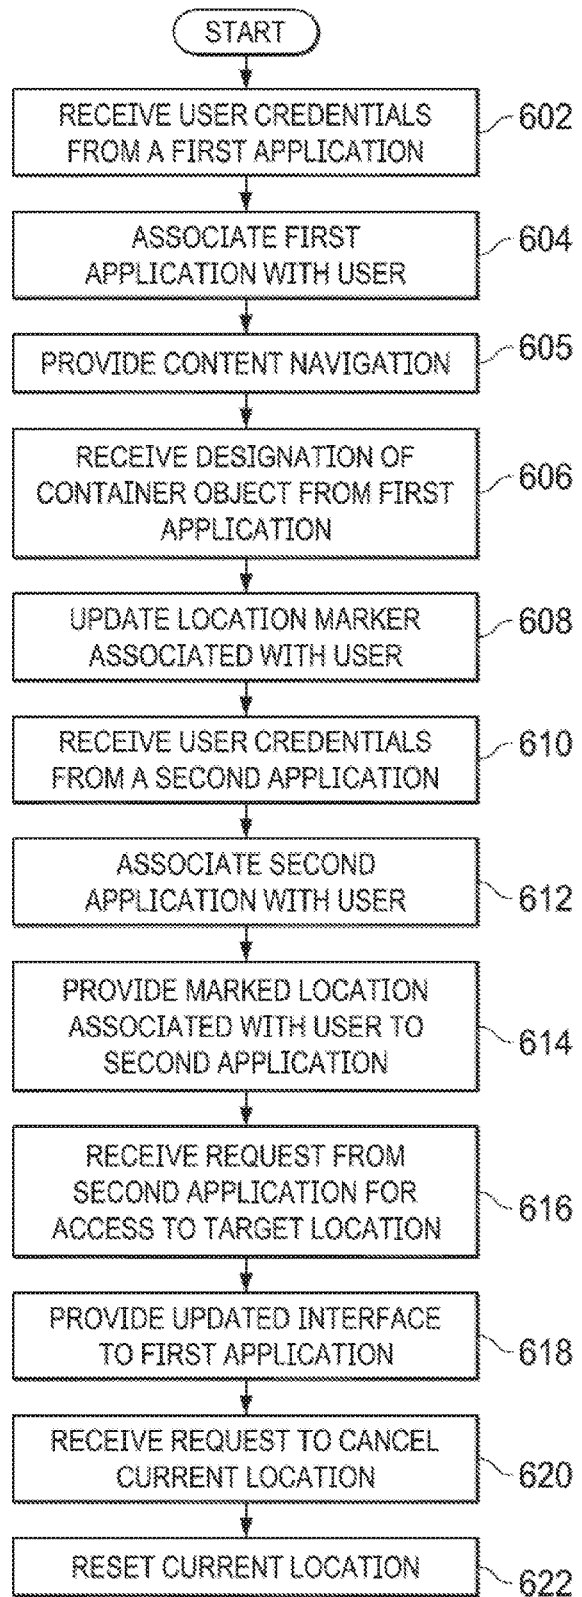 START
RECEIVE USER CREDENTIALS
FROM A FIRST APPLICATION
602
ASSOCIATE FIRST
APPLICATION WITH USER
604
PROVIDE CONTENT NAVIGATION
605
RECEIVE DESIGNATION OF
CONTAINER OBJECT FROM FIRST
APPLICATION
606
UPDATE LOCATION MARKER
ASSOCIATED WITH USER
608
RECEIVE USER CREDENTIALS
FROM A SECOND APPLICATION
610
ASSOCIATE SECOND
APPLICATION WITH USER
612
PROVIDE MARKED LOCATION
ASSOCIATED WITH USER TO
SECOND APPLICATION
614
RECEIVE REQUEST FROM
SECOND APPLICATION FOR
ACCESS TO TARGET LOCATION
616
PROVIDE UPDATED INTERFACE
TO FIRST APPLICATION
618
RECEIVE REQUEST TO CANCEL
CURRENT LOCATION
620
RESET CURRENT LOCATION
622